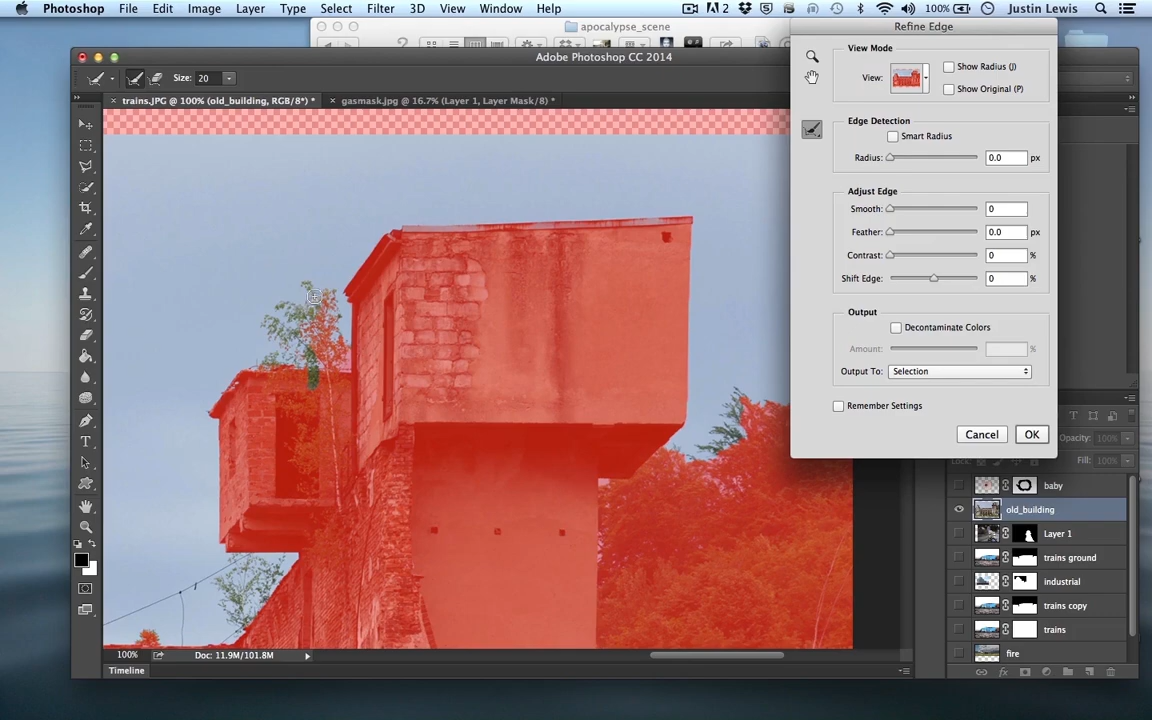 Photoshop File Edit Image Layer Type Select Filter 3D View Window Help 2 100% Justin Lewis
apocalypse_scene
Refine Edge
Adobe Photoshop CC 2014
View Mode
Size: 20
View:
Show Radius (J)
Show Original (P)
trains.JPG @ 100% (old_building, RGB/8*) *
gasmask.jpg @ 16.7% (Layer 1, Layer Mask/8) *
Edge Detection
Smart Radius
Radius: 0.0 px
Adjust Edge
Smooth: 0
Feather: 0.0 px
Contrast: 0 %
Shift Edge: 0 %
Output
Decontaminate Colors
Amount: %
Output To: Selection
Remember Settings
Cancel OK
Opacity: 100%
Lock: Fill: 100%
baby
old_building
Layer 1
trains ground
industrial
trains copy
trains
fire
100% Doc: 11.9M/101.8M
Timeline